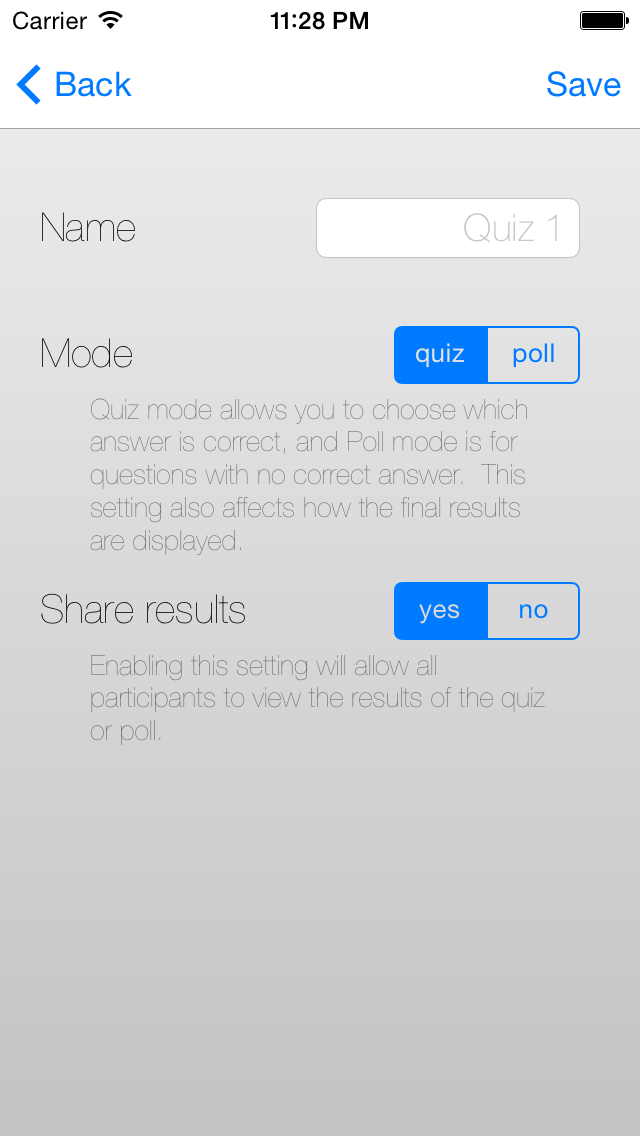 Carrier 11:28 PM
Back Save
Name Quiz 1
Mode quiz poll
Quiz mode allows you to choose which
answer is correct, and Poll mode is for
questions with no correct answer.  This
setting also affects how the final results
are displayed.
Share results yes no
Enabling this setting will allow all
participants to view the results of the quiz
or poll.